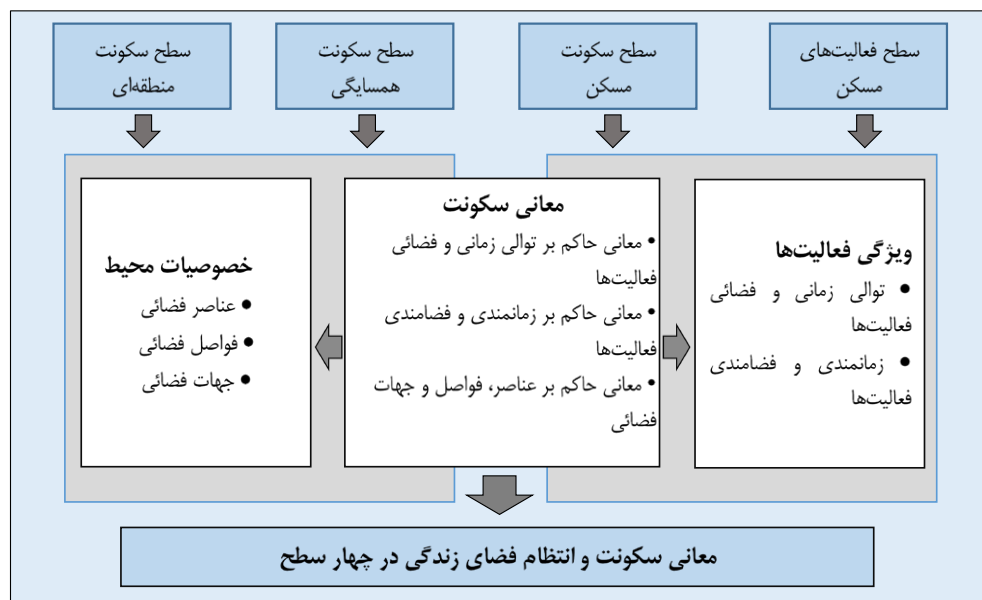 سطح فعالیت‌های
مسکن
سطح سکونت
مسکن
سطح سکونت
همسایگی
سطح سکونت
منطقه‌ای
ویژگی فعالیت‌ها
● توالی زمانی و فضائی
فعالیت‌ها
● زمانمندی و فضامندی
فعالیت‌ها
معانی سکونت
• معانی حاکم بر توالی زمانی و فضائی
فعالیت‌ها
• معانی حاکم بر زمانمندی و فضامندی
فعالیت‌ها
• معانی حاکم بر عناصر، فواصل و جهات
فضائی
خصوصیات محیط
● عناصر فضائی
● فواصل فضائی
● جهات فضائی
معانی سکونت و انتظام فضای زندگی در چهار سطح